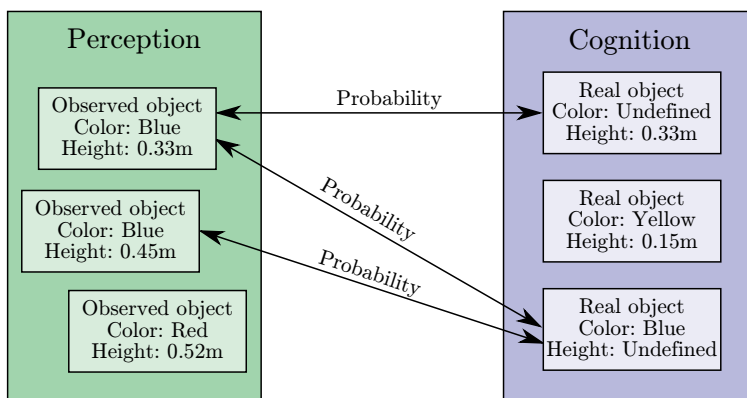 Perception
Observed object
Color: Blue
Height: 0.33m
Observed object
Color: Blue
Height: 0.45m
Observed object
Color: Red
Height: 0.52m
Probability
Probability
Probability
Cognition
Real object
Color: Undefined
Height: 0.33m
Real object
Color: Yellow
Height: 0.15m
Real object
Color: Blue
Height: Undefined